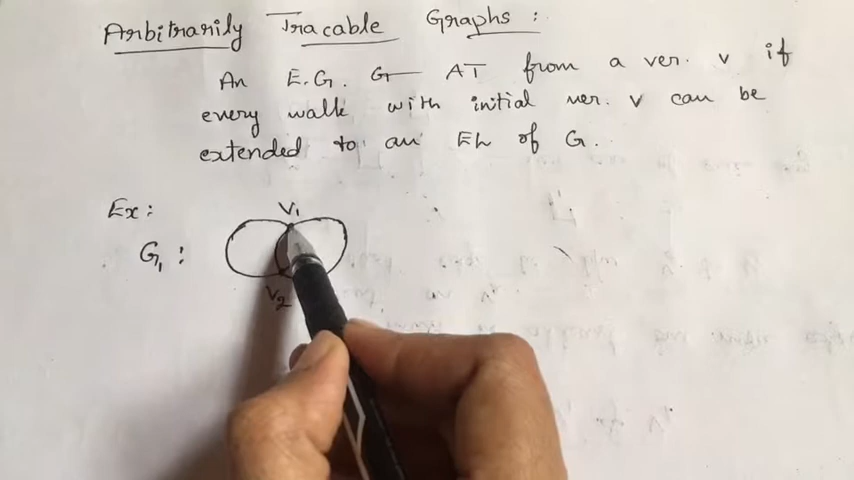 Arbitrarily Tracable Graphs :
An E.G. G — AT from a ver. v if
every walk with initial ver. v can be
extended to an EL of G.
Ex:
V₁
G₁ :
V₂